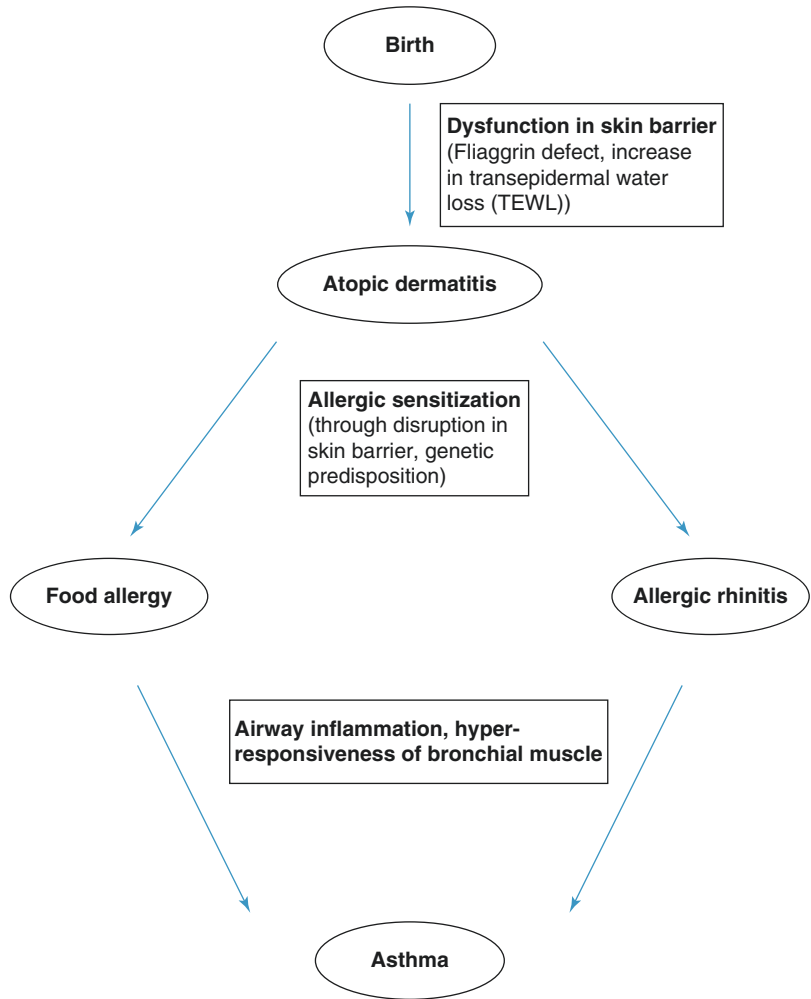 Birth
Dysfunction in skin barrier
(Fliaggrin defect, increase
in transepidermal water
loss (TEWL))
Atopic dermatitis
Allergic sensitization
(through disruption in
skin barrier, genetic
predisposition)
Food allergy
Allergic rhinitis
Airway inflammation, hyper-
responsiveness of bronchial muscle
Asthma